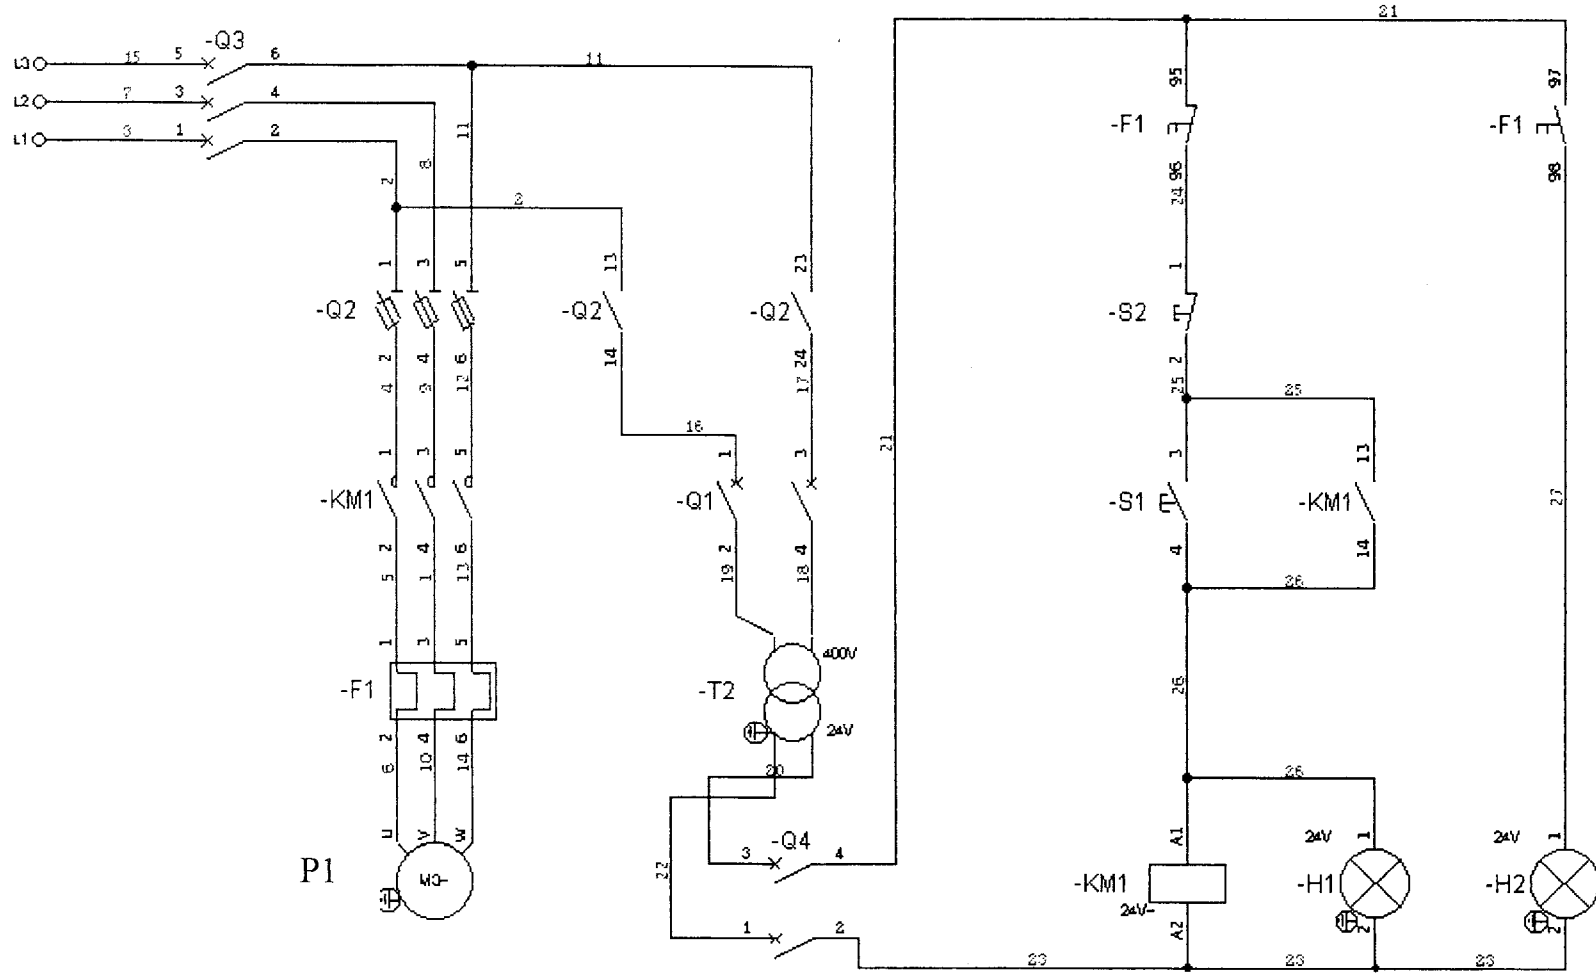 21
-Q3
L3 15 5 6 11
L2 7 3 4
L1 3 1 2
95 97
11
-F1 -F1
8
2
96 98
24
2
13 23
1 3 5
1
-Q2 -Q2 -Q2 -S2
14 24
2 4 6 2
4 9 12 17 25 25
16
21
1 3 5 1 3 3 13
-KM1 -Q1 -S1 -KM1
27
2 4 6 2 4 4 14
5 1 13 19 18 26
1 3 5
400V
-F1 -T2
26
24V
2 4 6
6 10 14
20 26
U V W
-Q4
A1 24V 1 24V 1
3 4
P1 M3~ 22 -KM1 -H1 -H2
24V~
1 2 A2 2 2
23 23 23